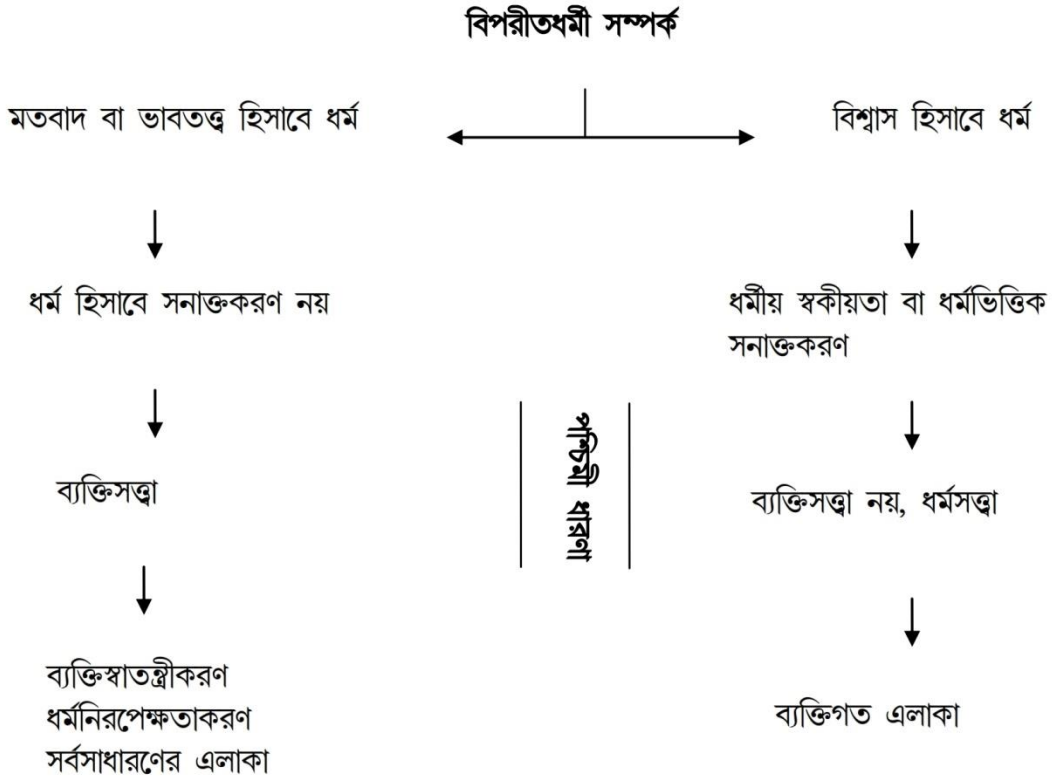 বিপরীতধর্মী সম্পর্ক
মতবাদ বা ভাবতত্ত্ব হিসাবে ধর্ম
বিশ্বাস হিসাবে ধর্ম
ধর্ম হিসাবে সনাক্তকরণ নয়
ধর্মীয় স্বকীয়তা বা ধর্মভিত্তিক
সনাক্তকরণ
পশ্চিমী ধারণা
ব্যক্তিসত্ত্বা
ব্যক্তিসত্ত্বা নয়, ধর্মসত্ত্বা
ব্যক্তিস্বাতন্ত্রীকরণ
ধর্মনিরপেক্ষতাকরণ
সর্বসাধারণের এলাকা
ব্যক্তিগত এলাকা